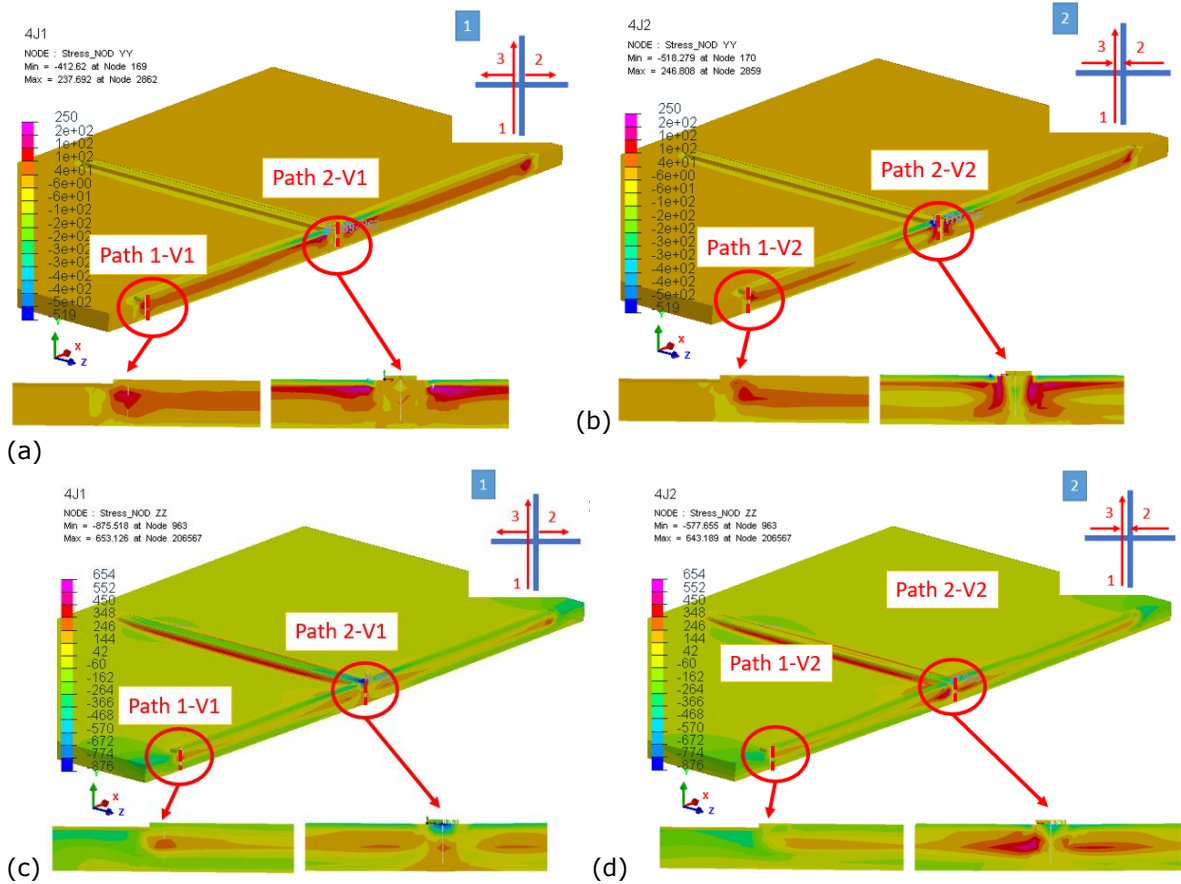 4J1
NODE : Stress_NOD YY
Min = -412.62 at Node 169
Max = 237.692 at Node 2862
1
3
2
1
250
2e+02
1e+02
1e+02
4e+01
-6e+00
-6e+01
-1e+02
-2e+02
-2e+02
-3e+02
-3e+02
-4e+02
-4e+02
-5e+02
-519
Path 2-V1
Path 1-V1
Y
X
Z
(a)
4J2
NODE : Stress_NOD YY
Min = -518.279 at Node 170
Max = 246.808 at Node 2859
2
3
2
1
250
2e+02
1e+02
1e+02
4e+01
-6e+00
-6e+01
-1e+02
-2e+02
-2e+02
-3e+02
-3e+02
-4e+02
-4e+02
-5e+02
-519
Path 2-V2
Path 1-V2
Y
X
Z
(b)
4J1
NODE : Stress_NOD ZZ
Min = -875.518 at Node 963
Max = 653.126 at Node 206567
1
3
2
1
654
552
450
348
246
144
42
-60
-162
-264
-366
-468
-570
-672
-774
-876
Path 2-V1
Path 1-V1
Y
X
Z
(c)
4J2
NODE : Stress_NOD ZZ
Min = -577.655 at Node 963
Max = 643.189 at Node 206567
2
3
2
1
654
552
450
348
246
144
42
-60
-162
-264
-366
-468
-570
-672
-774
-876
Path 2-V2
Path 1-V2
Y
X
Z
(d)